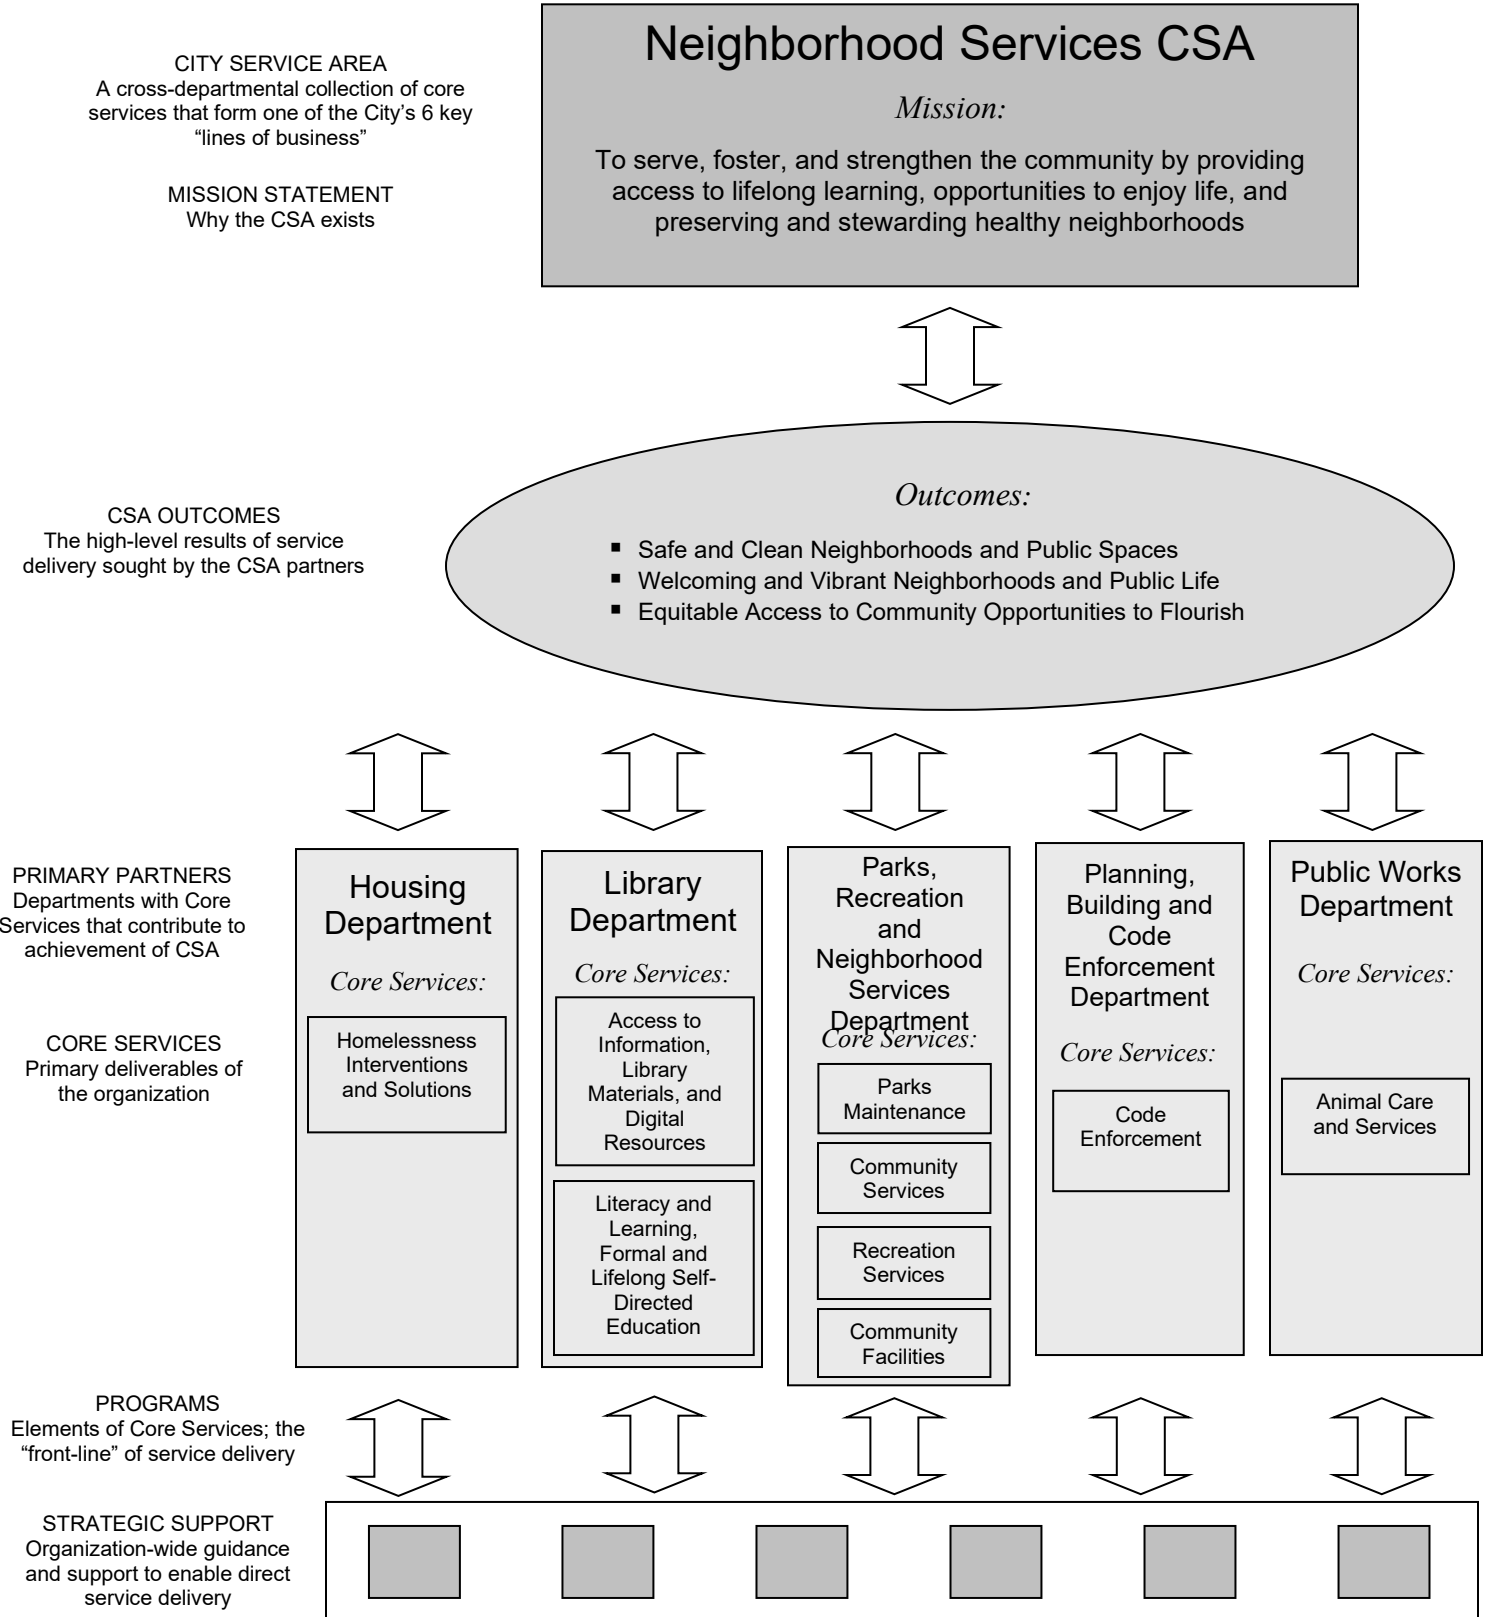 Neighborhood Services CSA
Mission:
To serve, foster, and strengthen the community by providing
access to lifelong learning, opportunities to enjoy life, and
preserving and stewarding healthy neighborhoods
CITY SERVICE AREA
A cross-departmental collection of core
services that form one of the City’s 6 key
“lines of business”
MISSION STATEMENT
Why the CSA exists
CSA OUTCOMES
The high-level results of service
delivery sought by the CSA partners
Outcomes:
▪ Safe and Clean Neighborhoods and Public Spaces
▪ Welcoming and Vibrant Neighborhoods and Public Life
▪ Equitable Access to Community Opportunities to Flourish
PRIMARY PARTNERS
Departments with Core
Services that contribute to
achievement of CSA
CORE SERVICES
Primary deliverables of
the organization
Housing
Department
Core Services:
Homelessness
Interventions
and Solutions
Library
Department
Core Services:
Access to
Information,
Library
Materials, and
Digital
Resources
Literacy and
Learning,
Formal and
Lifelong Self-
Directed
Education
Parks,
Recreation
and
Neighborhood
Services
Department
Core Services:
Parks
Maintenance
Community
Services
Recreation
Services
Community
Facilities
Planning,
Building and
Code
Enforcement
Department
Core Services:
Code
Enforcement
Public Works
Department
Core Services:
Animal Care
and Services
PROGRAMS
Elements of Core Services; the
“front-line” of service delivery
STRATEGIC SUPPORT
Organization-wide guidance
and support to enable direct
service delivery